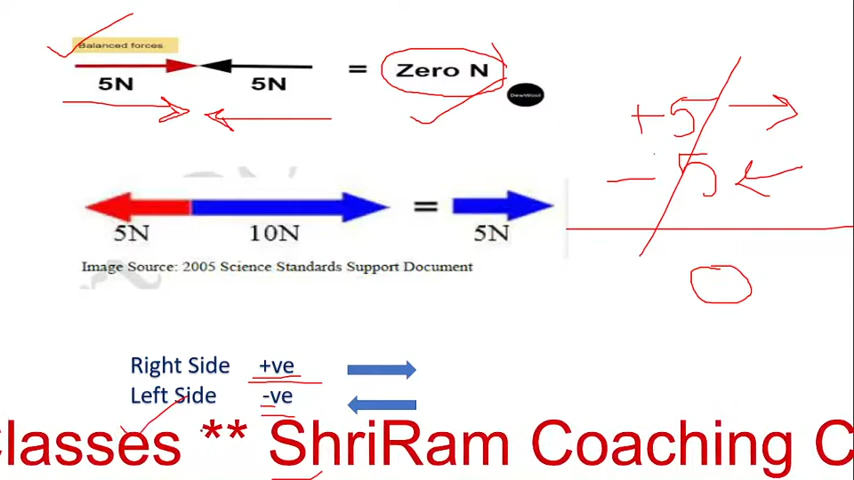 Balanced forces
5N 5N = Zero N
DewWool
+5
-5
0
5N 10N = 5N
Image Source: 2005 Science Standards Support Document
Right Side +ve
Left Side -ve
Classes ** ShriRam Coaching C